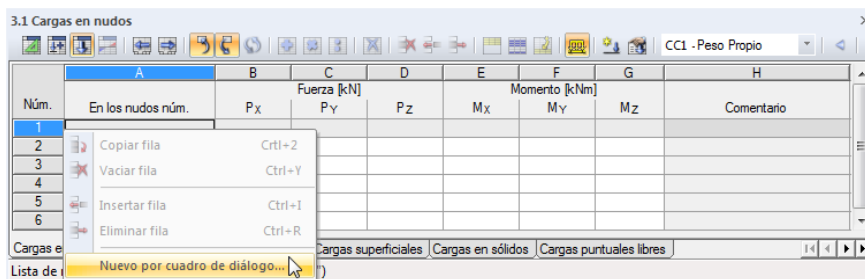 3.1 Cargas en nudos
CC1 - Peso Propio
A B C D E F G H
Fuerza [kN] Momento [kNm]
Núm. En los nudos núm. PX PY PZ MX MY MZ Comentario
1
2
3
4
5
6
Copiar fila Crtl+2
Vaciar fila Ctrl+Y
Insertar fila Ctrl+I
Eliminar fila Ctrl+R
Nuevo por cuadro de diálogo...
Cargas e Cargas superficiales Cargas en sólidos Cargas puntuales libres
Lista de